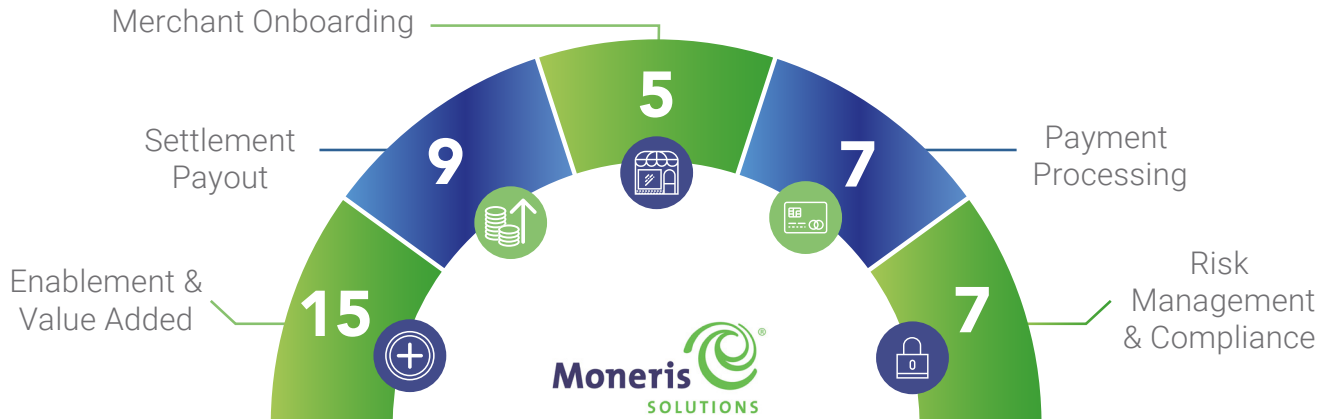 Merchant Onboarding
5
Settlement
Payout
9
7
Payment
Processing
Enablement &
Value Added
15
7
Risk
Management
& Compliance
0
Moneris
®
SOLUTIONS